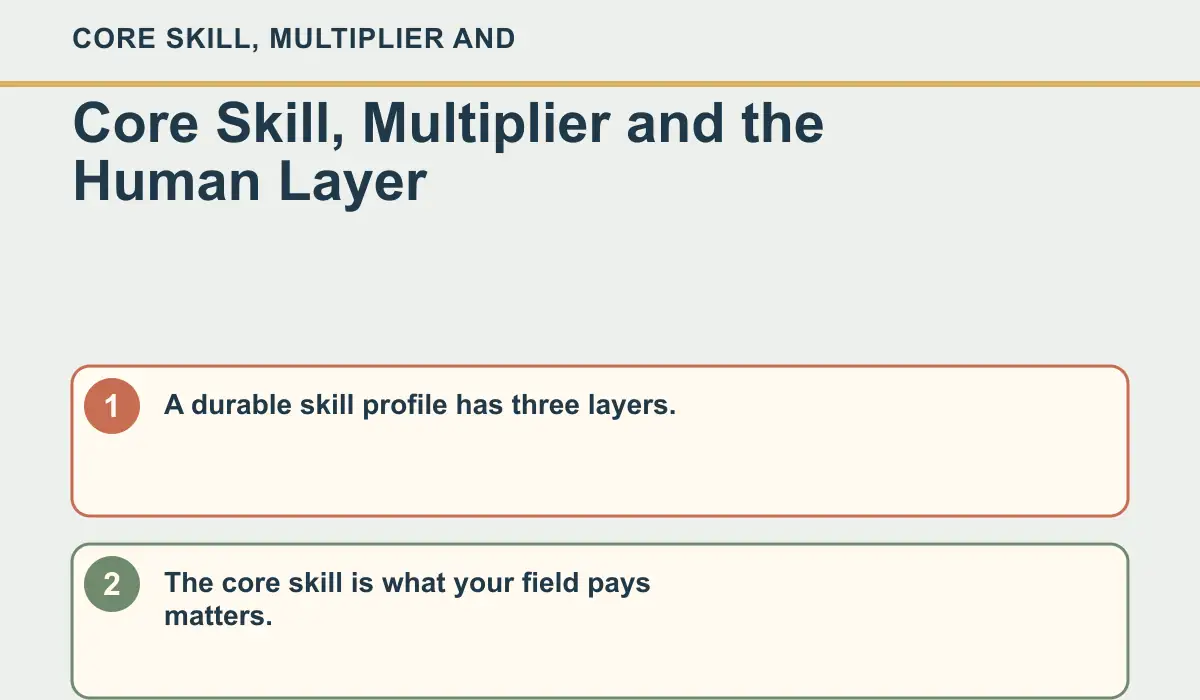 CORE SKILL, MULTIPLIER AND
Core Skill, Multiplier and the
Human Layer
1
A durable skill profile has three layers.
2
The core skill is what your field pays
matters.